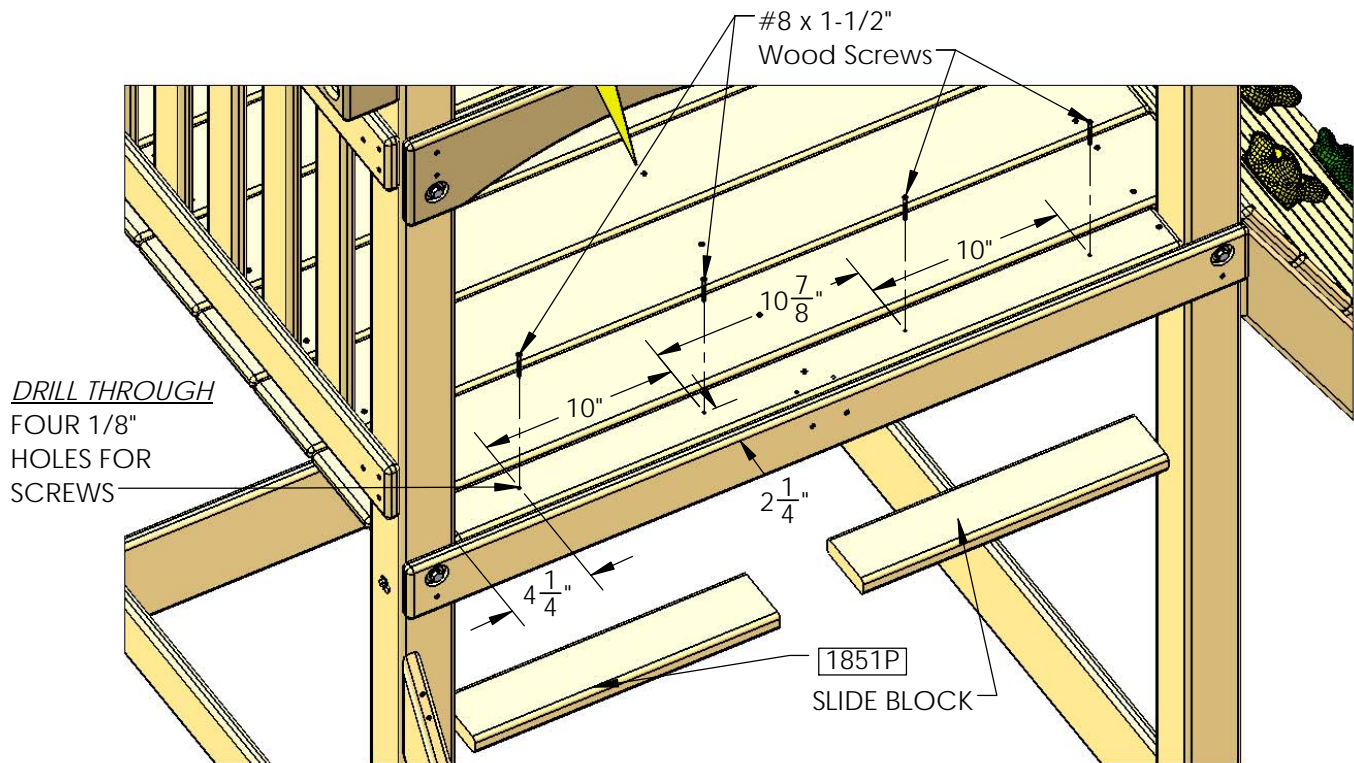 #8 x 1-1/2"
Wood Screws
10"
10 7/8"
10"
DRILL THROUGH
FOUR 1/8"
HOLES FOR
SCREWS
2 1/4"
4 1/4"
1851P
SLIDE BLOCK